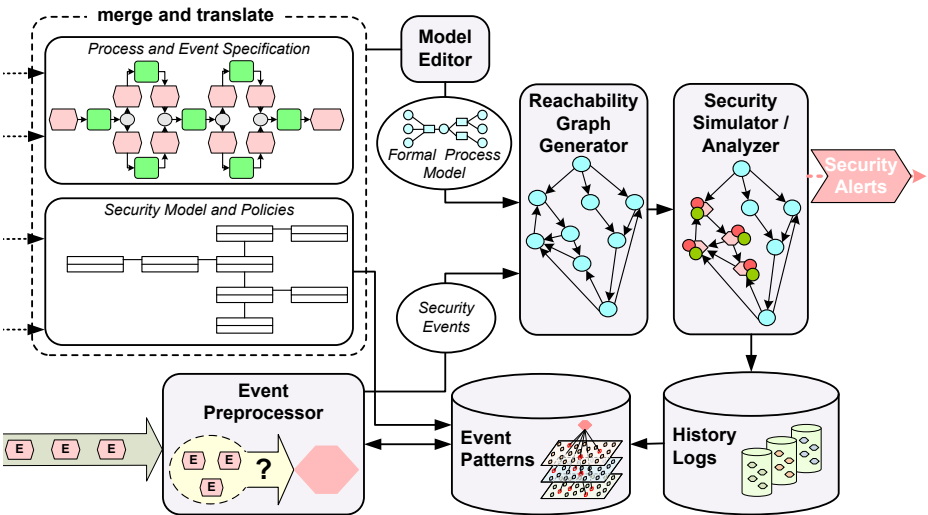 merge and translate
Process and Event Specification
Model
Editor
Formal Process
Model
Reachability
Graph
Generator
Security
Simulator /
Analyzer
Security
Alerts
Security Model and Policies
Security
Events
Event
Preprocessor
E E E
E E
E
?
Event
Patterns
History
Logs